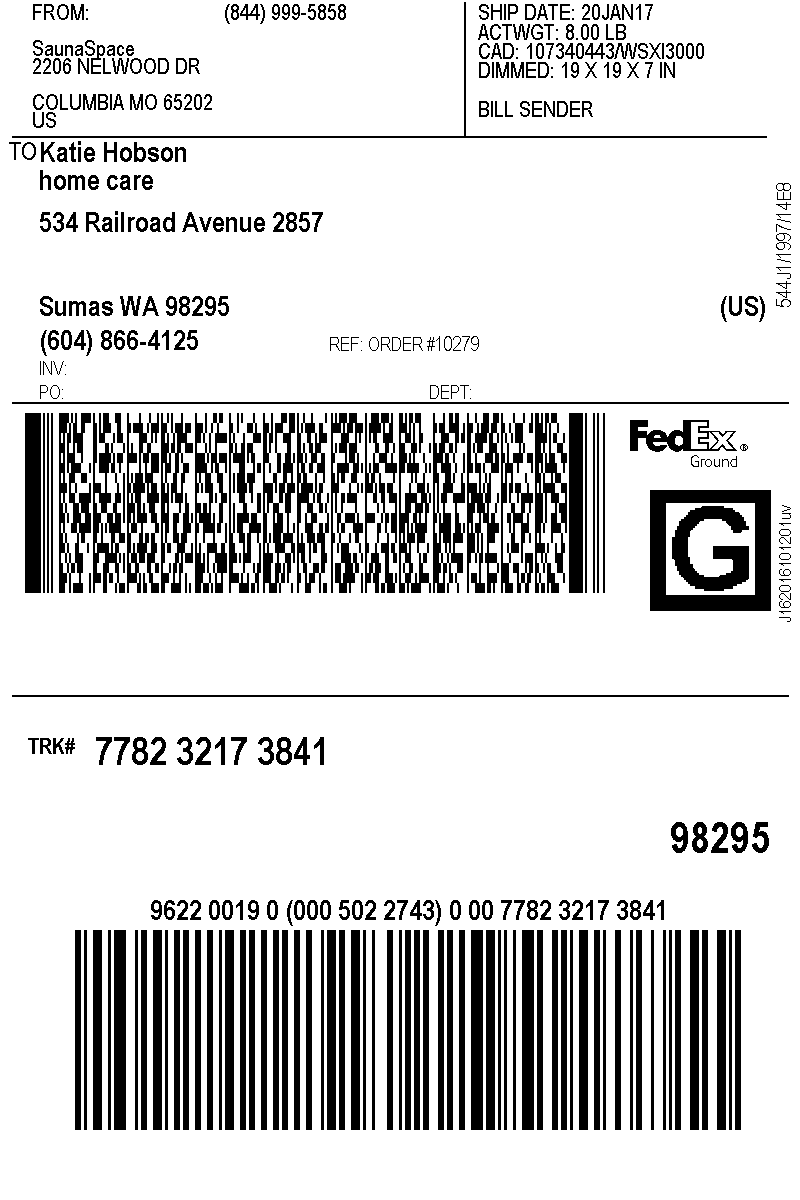 FROM: (844) 999-5858
SaunaSpace
2206 NELWOOD DR
COLUMBIA MO 65202
US
SHIP DATE: 20JAN17
ACTWGT: 8.00 LB
CAD: 107340443/WSXI3000
DIMMED: 19 X 19 X 7 IN
BILL SENDER
TO Katie Hobson
home care
534 Railroad Avenue 2857
Sumas WA 98295 (US)
(604) 866-4125 REF: ORDER #10279
INV:
PO: DEPT:
544J1/1997/14E8
FedEx®
Ground
G
J162016101201uv
TRK# 7782 3217 3841
98295
9622 0019 0 (000 502 2743) 0 00 7782 3217 3841